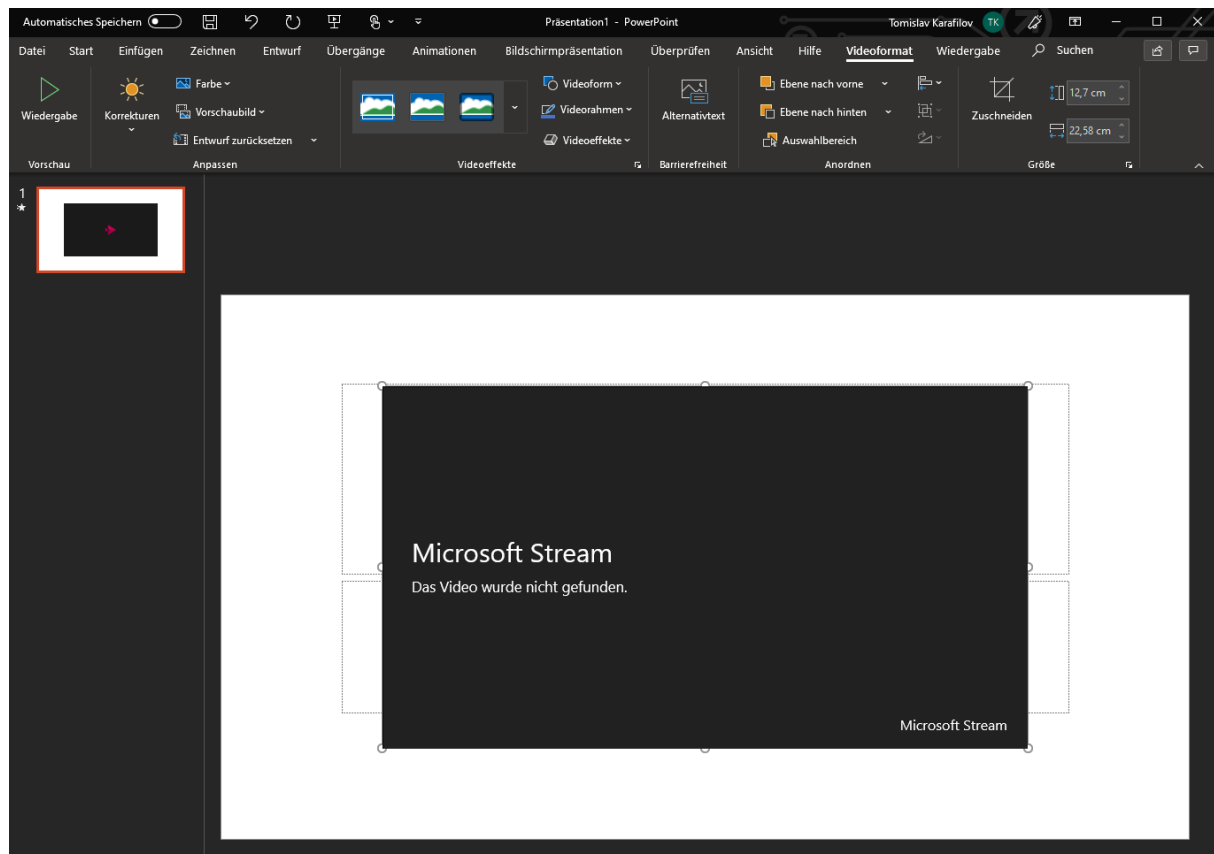 Automatisches Speichern
Präsentation1 - PowerPoint
Tomislav Karafilov TK
Datei Start Einfügen Zeichnen Entwurf Übergänge Animationen Bildschirmpräsentation Überprüfen Ansicht Hilfe Videoformat Wiedergabe Suchen
Wiedergabe
Korrekturen
Farbe
Vorschaubild
Entwurf zurücksetzen
Videoform
Videorahmen
Videoeffekte
Alternativtext
Ebene nach vorne
Ebene nach hinten
Auswahlbereich
Zuschneiden
12,7 cm
22,58 cm
Vorschau Anpassen Videoeffekte Barrierefreiheit Anordnen Größe
1
Microsoft Stream
Das Video wurde nicht gefunden.
Microsoft Stream